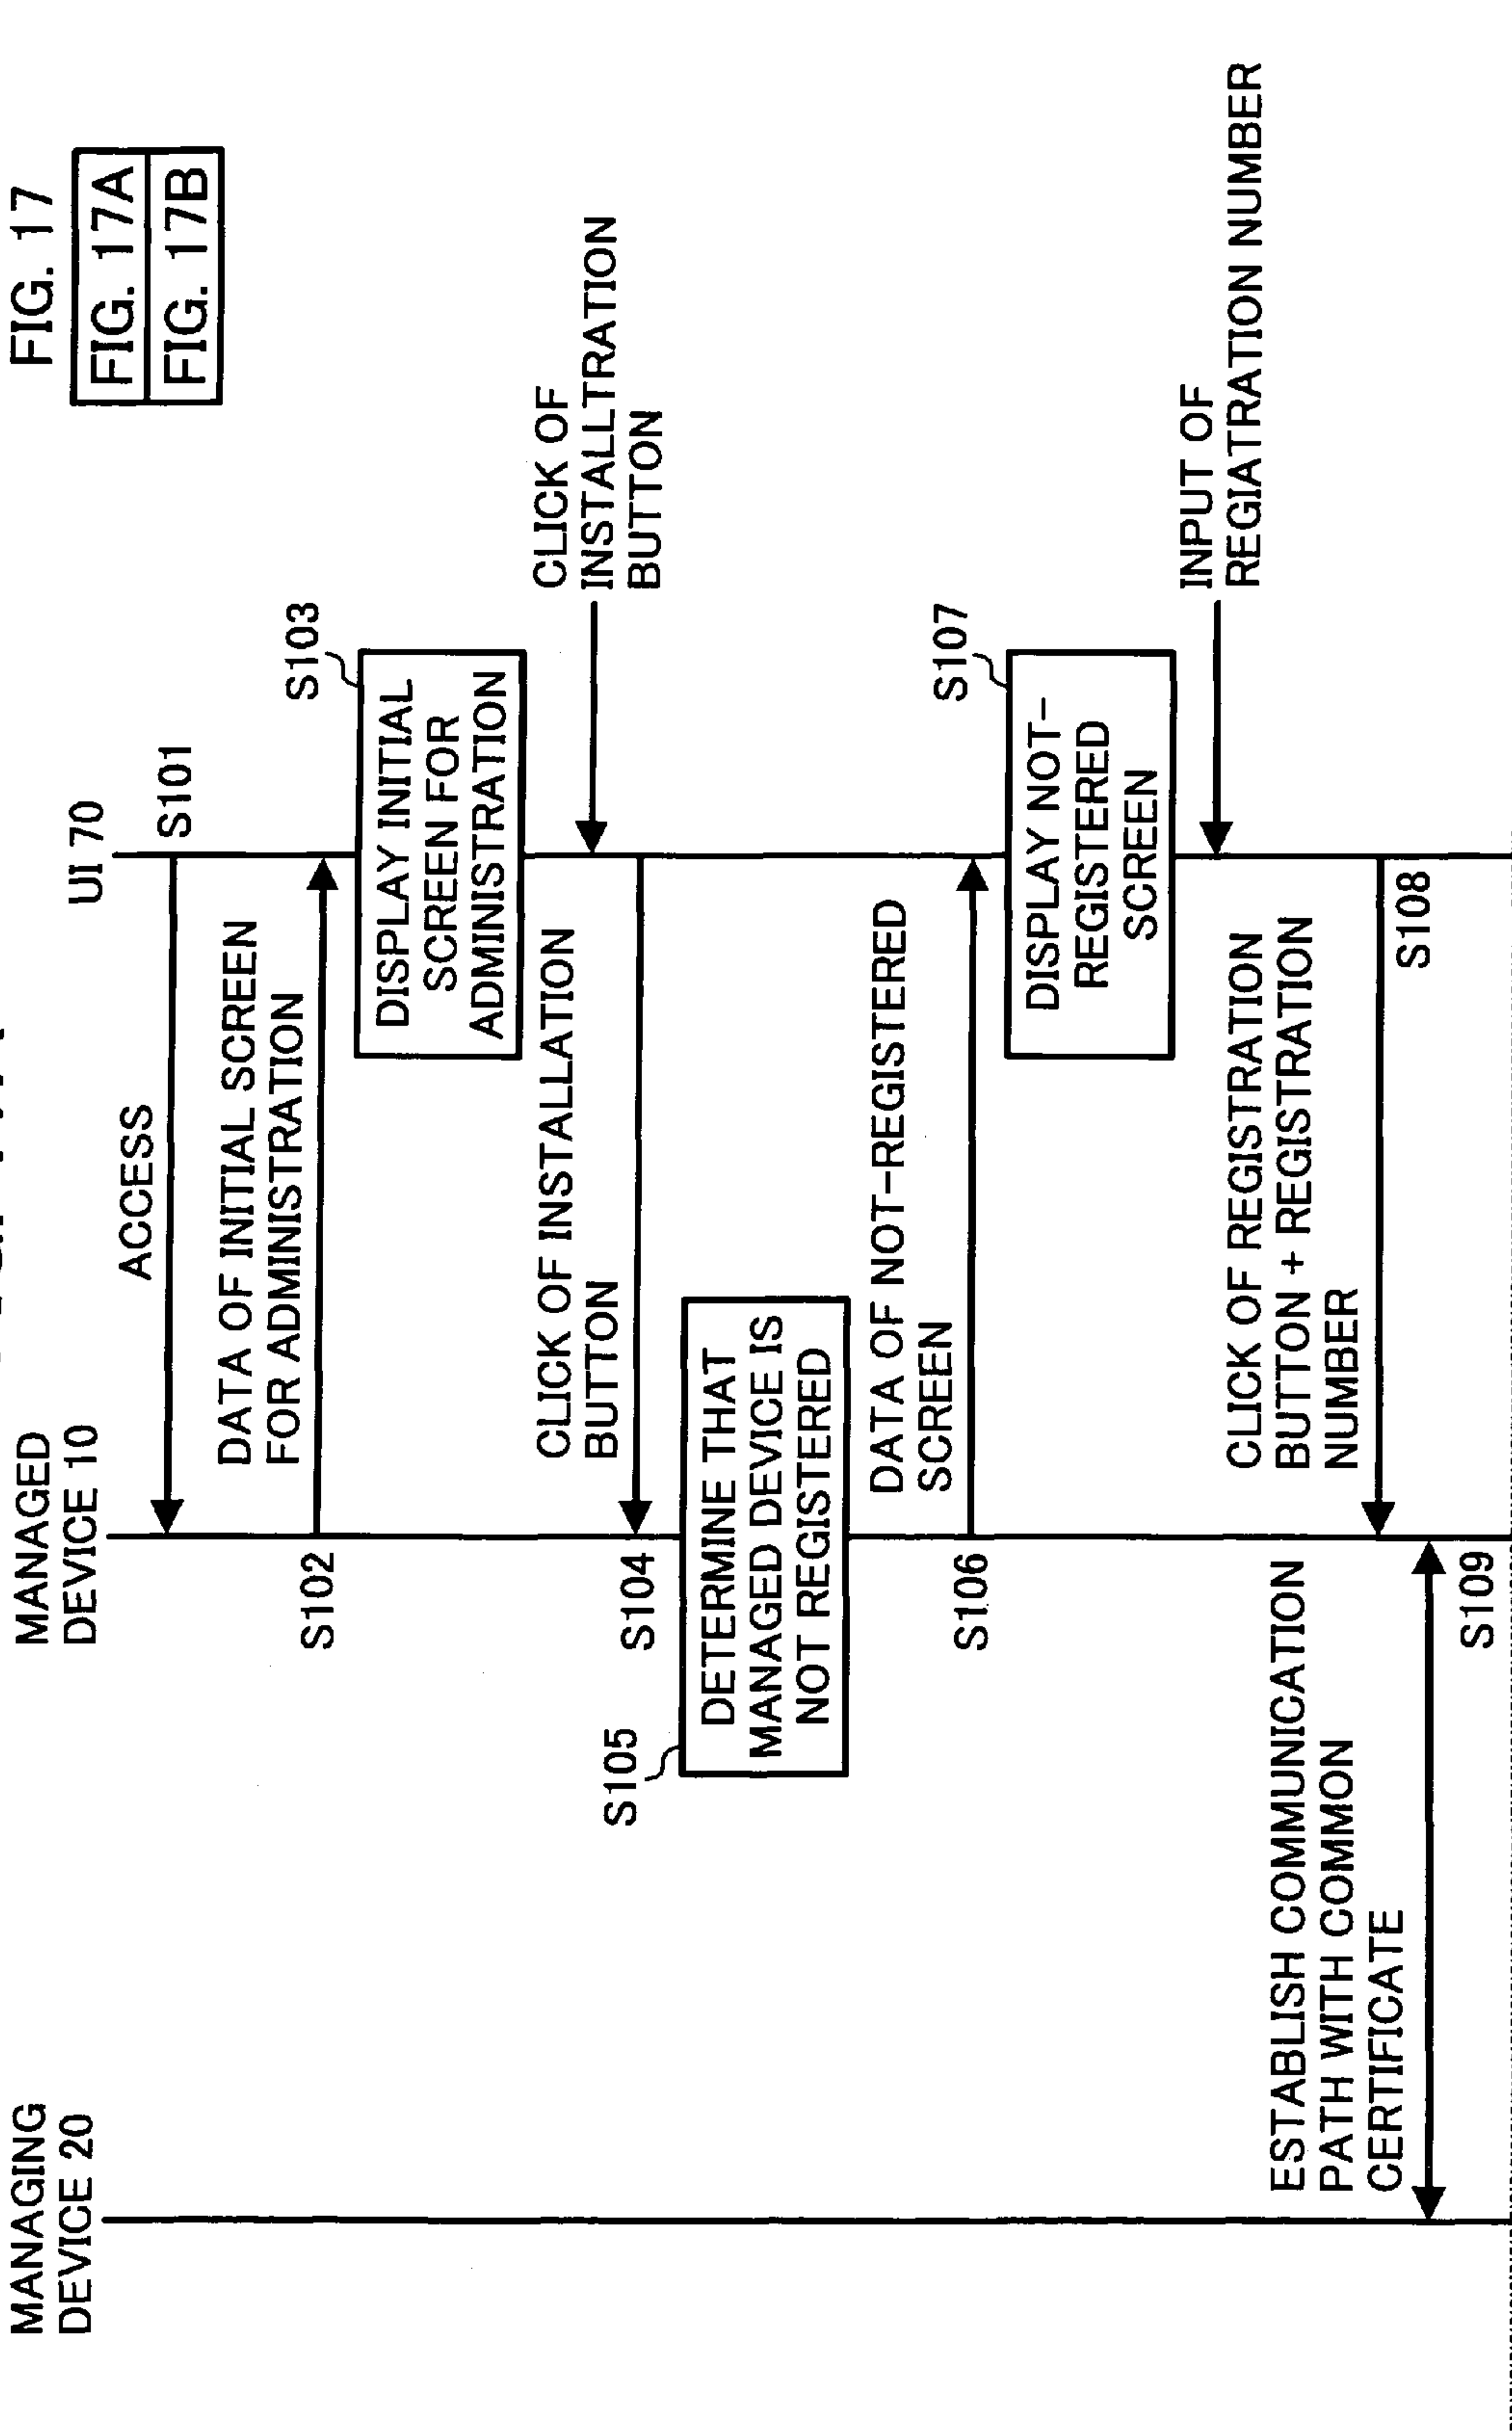 FIG. 17
FIG. 17A
FIG. 17B
MANAGING
DEVICE 20
MANAGED
DEVICE 10
UI 70
ACCESS
S101
DATA OF INITIAL SCREEN
FOR ADMINISTRATION
S102
S103
DISPLAY INITIAL
SCREEN FOR
ADMINISTRATION
CLICK OF
INSTALLTRATION
BUTTON
CLICK OF INSTALLATION
BUTTON
S104
S105
DETERMINE THAT
MANAGED DEVICE IS
NOT REGISTERED
DATA OF NOT-REGISTERED
SCREEN
S106
S107
DISPLAY NOT-
REGISTERED
SCREEN
INPUT OF
REGIATRATION NUMBER
CLICK OF REGISTRATION
BUTTON + REGISTRATION
NUMBER
S108
ESTABLISH COMMUNICATION
PATH WITH COMMON
CERTIFICATE
S109